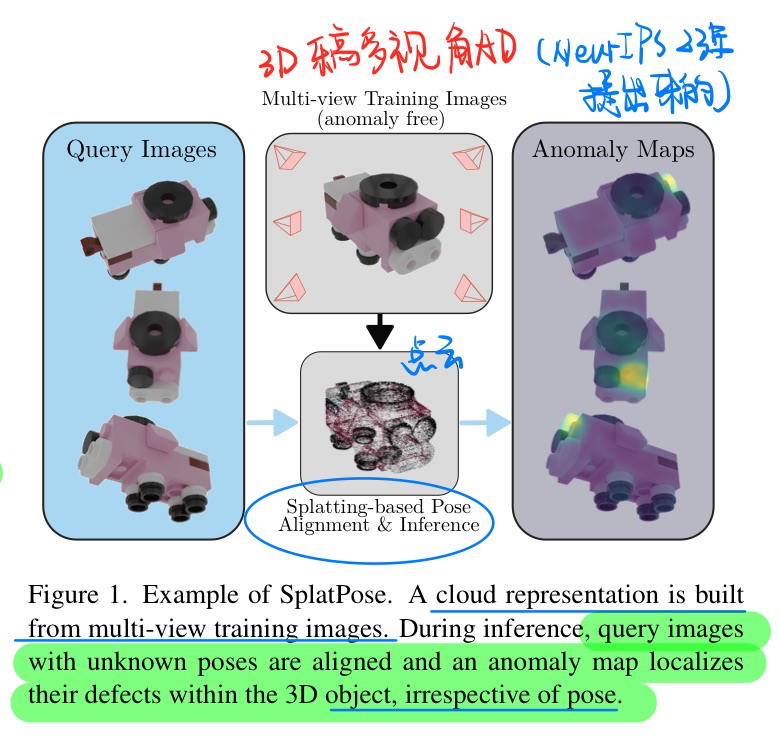 3D 乐高多视角AD (NeurIPS 23年
提出来的)
Multi-view Training Images
(anomaly free)
Query Images
Anomaly Maps
点云
Splatting-based Pose
Alignment & Inference
Figure 1. Example of SplatPose. A cloud representation is built
from multi-view training images. During inference, query images
with unknown poses are aligned and an anomaly map localizes
their defects within the 3D object, irrespective of pose.